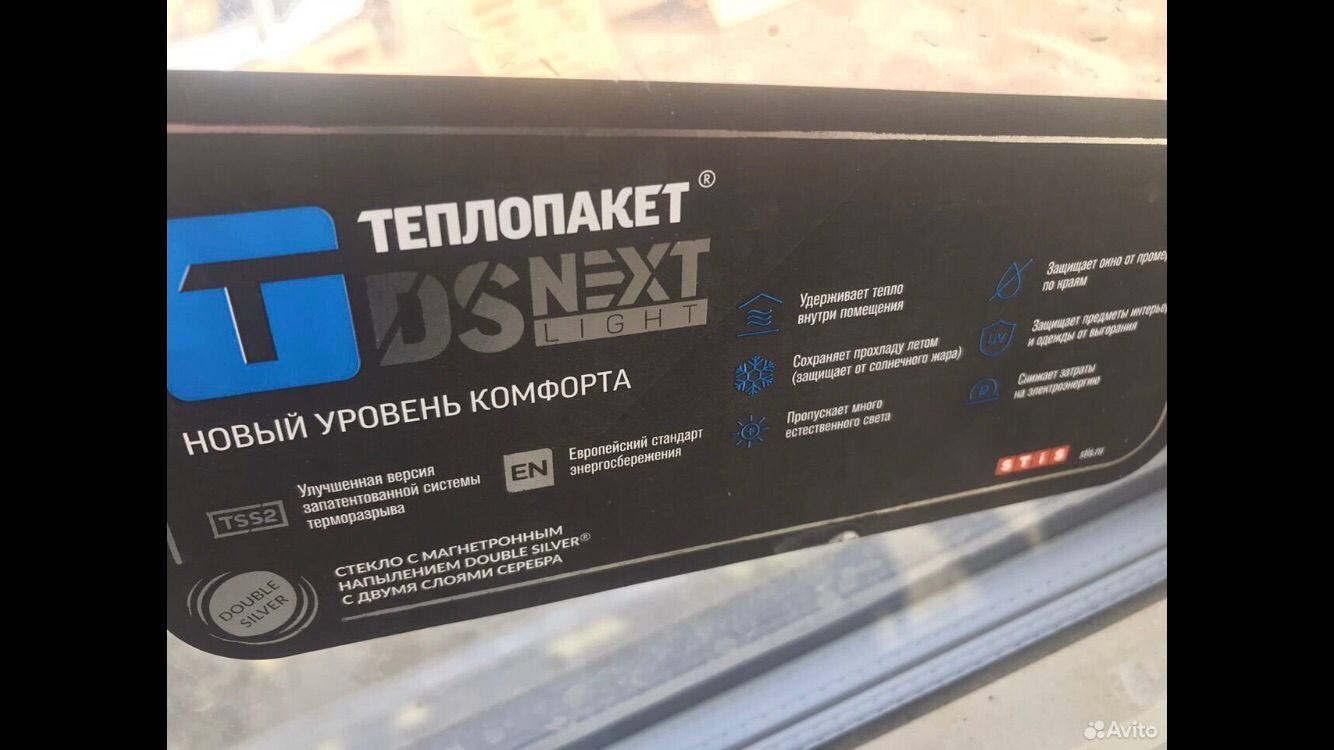 ТЕПЛОПАКЕТ®
DS NEXT
LIGHT
НОВЫЙ УРОВЕНЬ КОМФОРТА
TSS2
Улучшенная версия
запатентованной системы
терморазрыва
EN
Европейский стандарт
энергосбережения
DOUBLE
SILVER
СТЕКЛО С МАГНЕТРОННЫМ
НАПЫЛЕНИЕМ DOUBLE SILVER®
С ДВУМЯ СЛОЯМИ СЕРЕБРА
Удерживает тепло
внутри помещения
Сохраняет прохладу летом
(защищает от солнечного жара)
Пропускает много
естественного света
Защищает окно от
по краям
UV
Защищает предметы
и одежды от выгорания
Снижает затраты
на электроэнергию
STiS
stis.ru
Avito